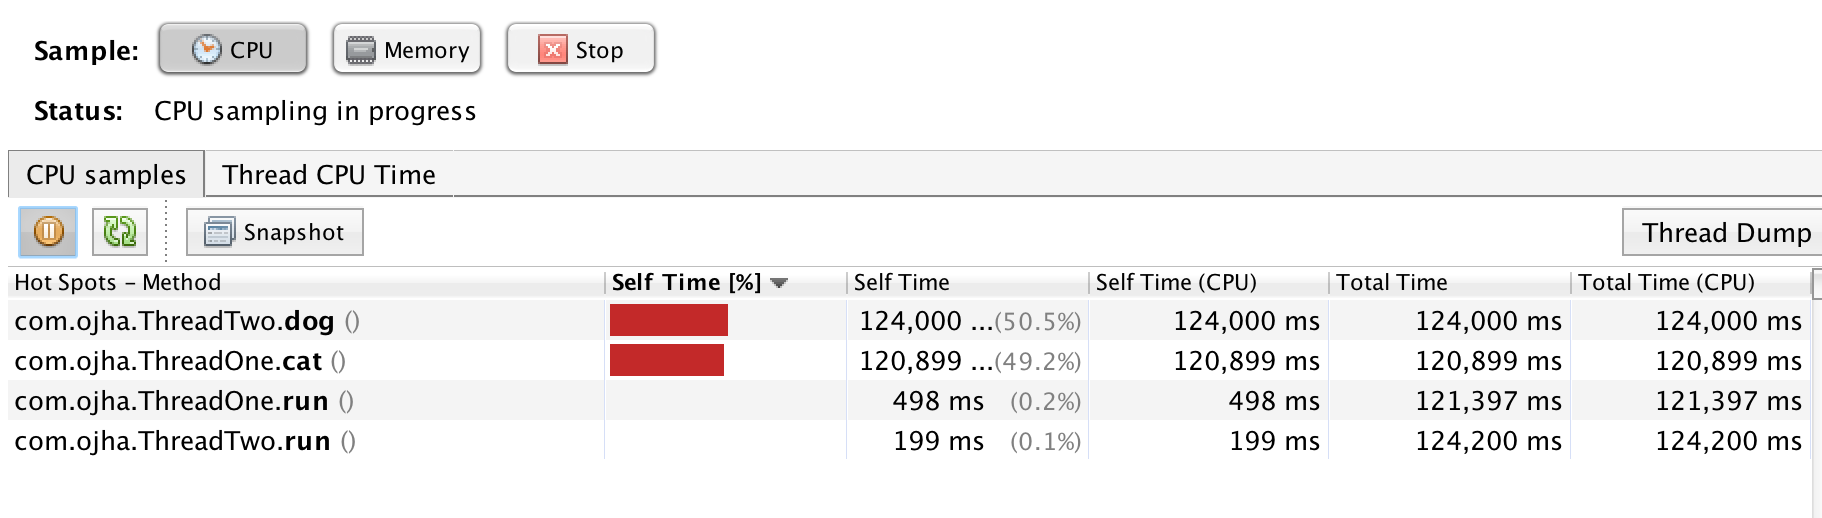 Sample: CPU Memory Stop
Status: CPU sampling in progress
CPU samples Thread CPU Time
Snapshot Thread Dump
Hot Spots – Method Self Time [%] Self Time Self Time (CPU) Total Time Total Time (CPU)
com.ojha.ThreadTwo.dog () 124,000 ...(50.5%) 124,000 ms 124,000 ms 124,000 ms
com.ojha.ThreadOne.cat () 120,899 ...(49.2%) 120,899 ms 120,899 ms 120,899 ms
com.ojha.ThreadOne.run () 498 ms (0.2%) 498 ms 121,397 ms 121,397 ms
com.ojha.ThreadTwo.run () 199 ms (0.1%) 199 ms 124,200 ms 124,200 ms